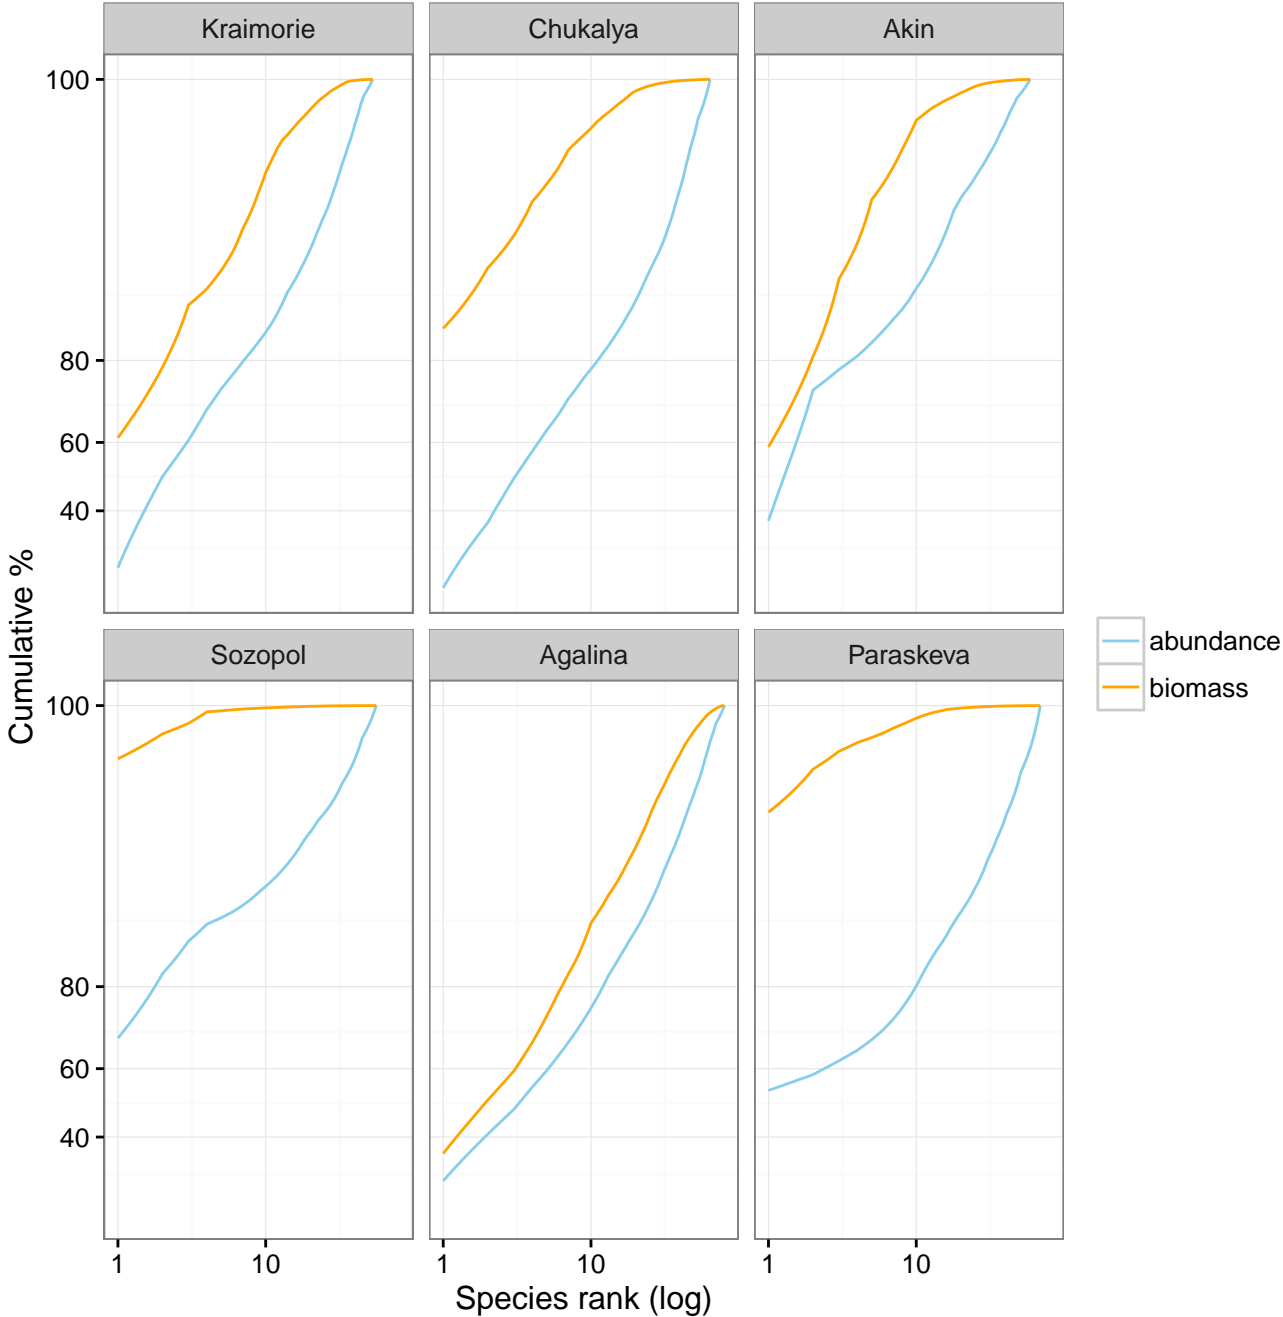 Kraimorie
Chukalya
Akin
100
80
60
40
Cumulative %
abundance
biomass
Sozopol
Agalina
Paraskeva
100
80
60
40
1
10
1
10
1
10
Species rank (log)